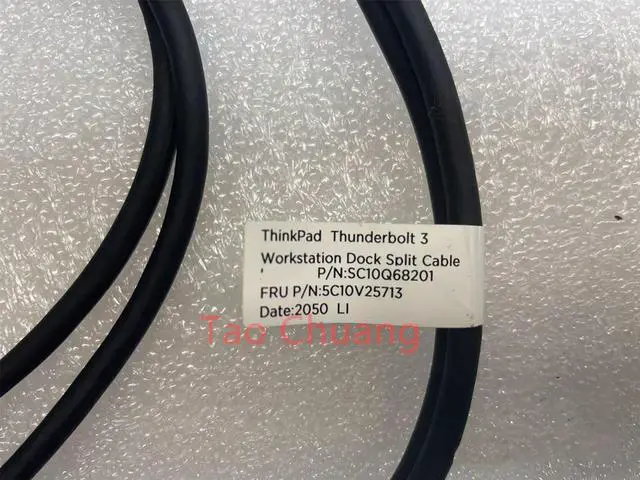 ThinkPad Thunderbolt 3
Workstation Dock Split Cable
' P/N:SC10Q68201
FRU P/N:5C10V25713
Date:2050 LI
Tao Chuang